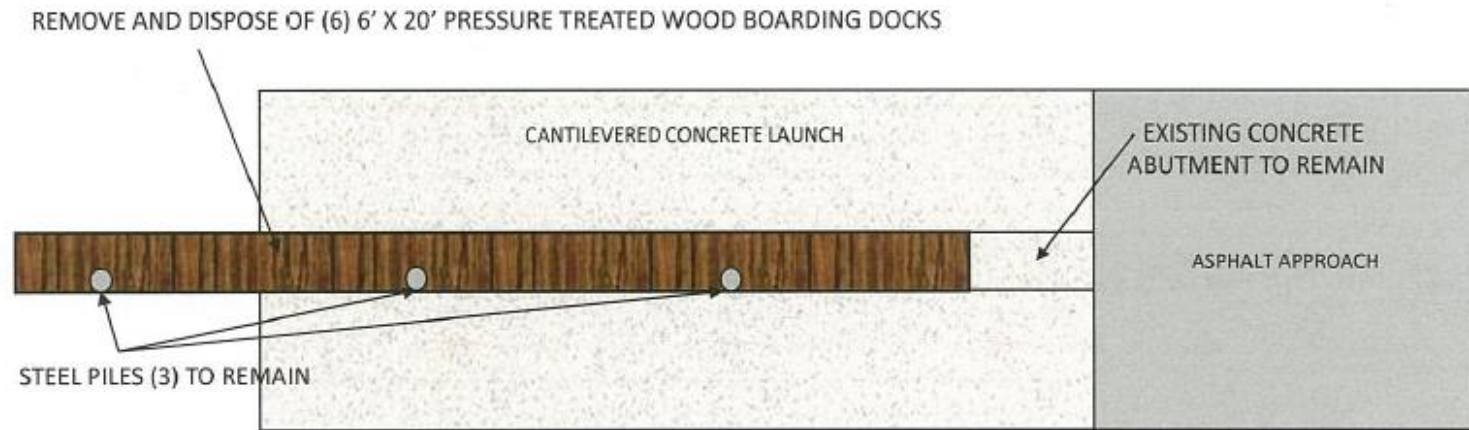 REMOVE AND DISPOSE OF (6) 6’ X 20’ PRESSURE TREATED WOOD BOARDING DOCKS
CANTILEVERED CONCRETE LAUNCH
EXISTING CONCRETE
ABUTMENT TO REMAIN
ASPHALT APPROACH
STEEL PILES (3) TO REMAIN